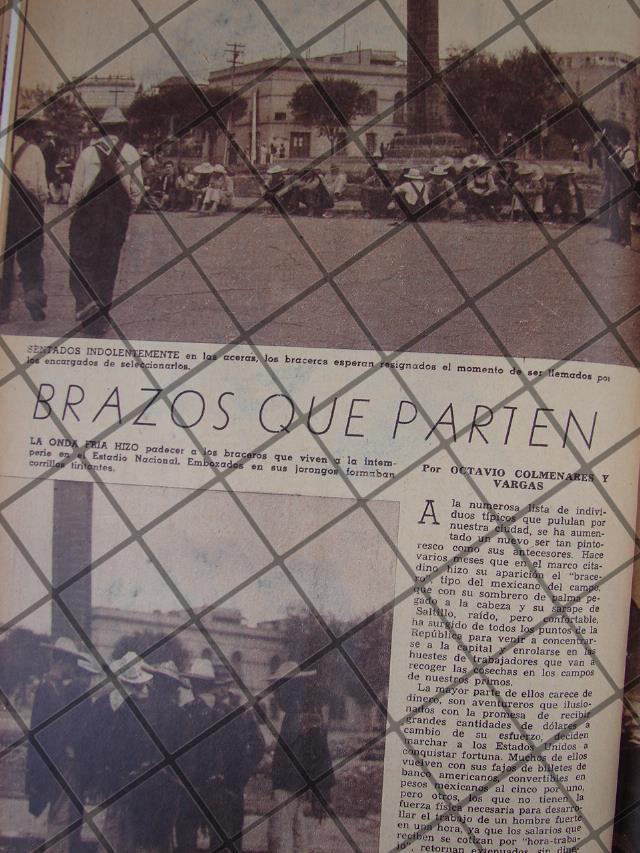 SENTADOS INDOLENTEMENTE en las aceras, los braceros esperan resignados el momento de ser llamados por
los encargados de seleccionarlos.
BRAZOS QUE PARTEN
LA ONDA FRIA HIZO padecer a los braceros que viven a la intem-
perie en el Estadio Nacional. Embozados en sus jorongos formaban
corrillos tiritantes.
Por OCTAVIO COLMENARES Y
VARGAS
A la numerosa lista de indivi-
duos típicos que pululan por
nuestra ciudad, se ha aumen-
tado un nuevo ser tan pinto-
resco como sus antecesores. Hace
varios meses que en el marco cita-
dino hizo su aparición el "brace-
ro", tipo del mexicano del campo,
que con su sombrero de palma pe-
gado a la cabeza y su sarape de
Saltillo, raído, pero confortable,
ha surgido de todos los puntos de la
República para venir a concentrar-
se a la capital y enrolarse en las
huestes de trabajadores que van a
recoger las cosechas en los campos
de nuestros primos.
La mayor parte de ellos carece de
dinero, son aventureros que ilusio-
nados con la promesa de recibir
grandes cantidades de dólares a
cambio de su esfuerzo, deciden
marchar a los Estados Unidos a
conquistar fortuna. Muchos de ellos
vuelven con sus fajos de billetes de
banco americanos, convertibles en
pesos mexicanos al cinco por uno,
pero otros, los que no tienen la
fuerza física necesaria para desarro-
llar el trabajo de un hombre fuerte
en una hora, ya que los salarios que
reciben se cotizan por "hora-traba-
jo", retornan extenuados, sin dine-